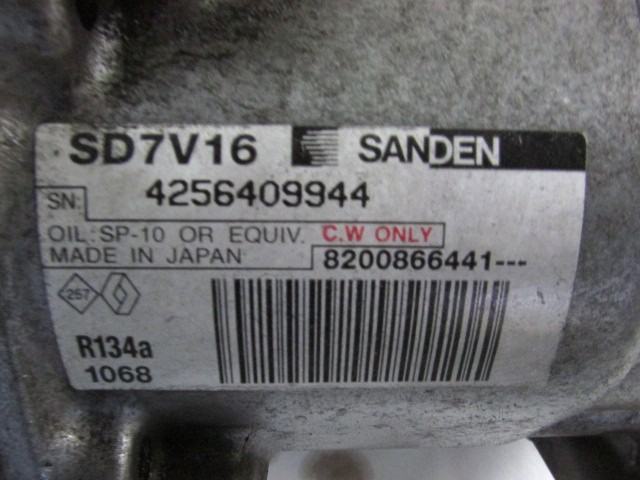 SD7V16 SANDEN
SN: 4256409944
OIL: SP-10 OR EQUIV. C.W ONLY
MADE IN JAPAN 8200866441---
257
R134a
1068